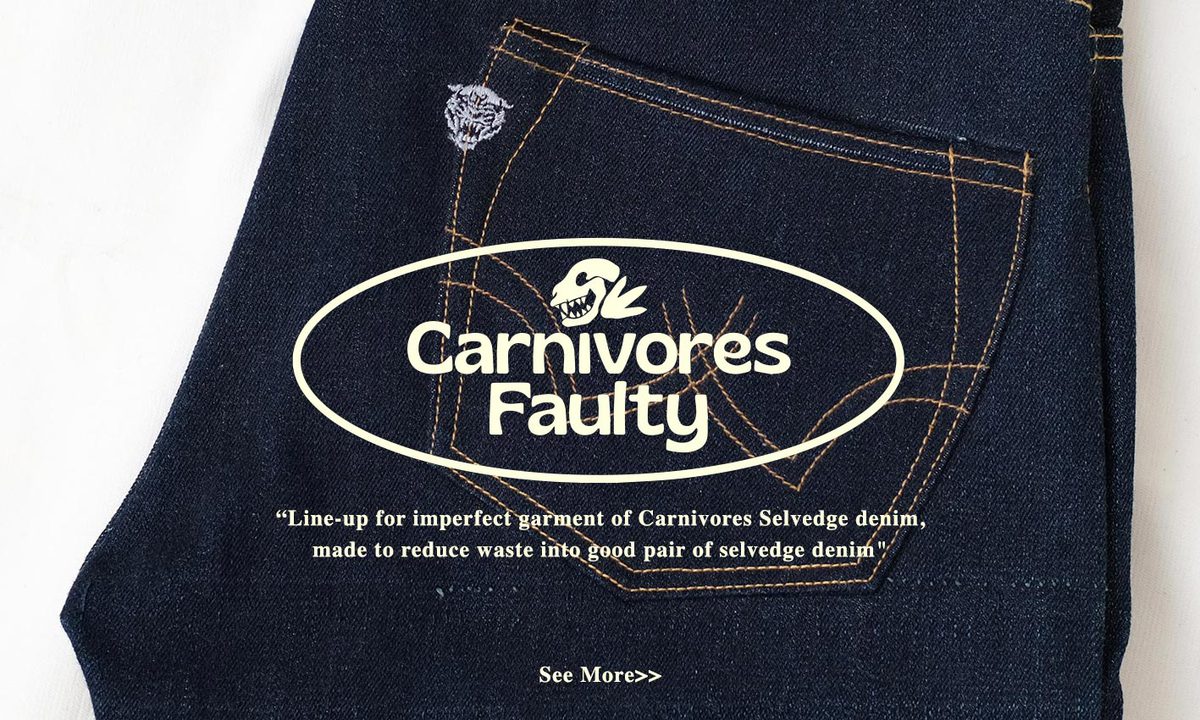 Carnivores
Faulty
“Line-up for imperfect garment of Carnivores Selvedge denim,
made to reduce waste into good pair of selvedge denim"
See More>>